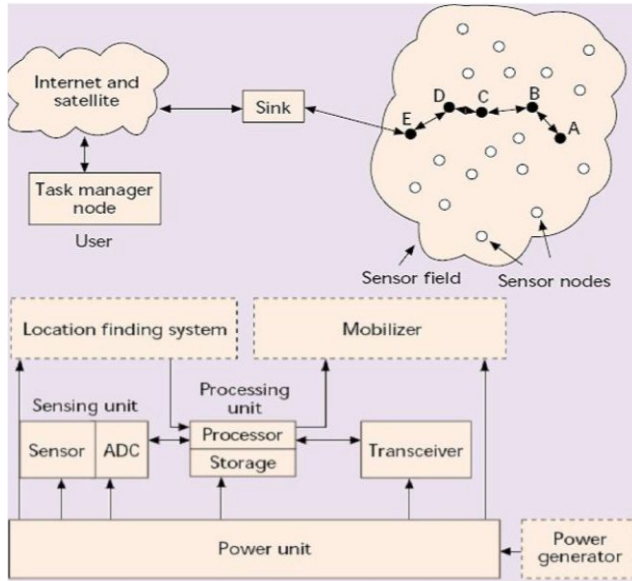 Internet and
satellite
Sink
Task manager
node
User
D
C
B
E
A
Sensor field
Sensor nodes
Location finding system
Mobilizer
Sensing unit
Processing
unit
Sensor
ADC
Processor
Storage
Transceiver
Power unit
Power
generator